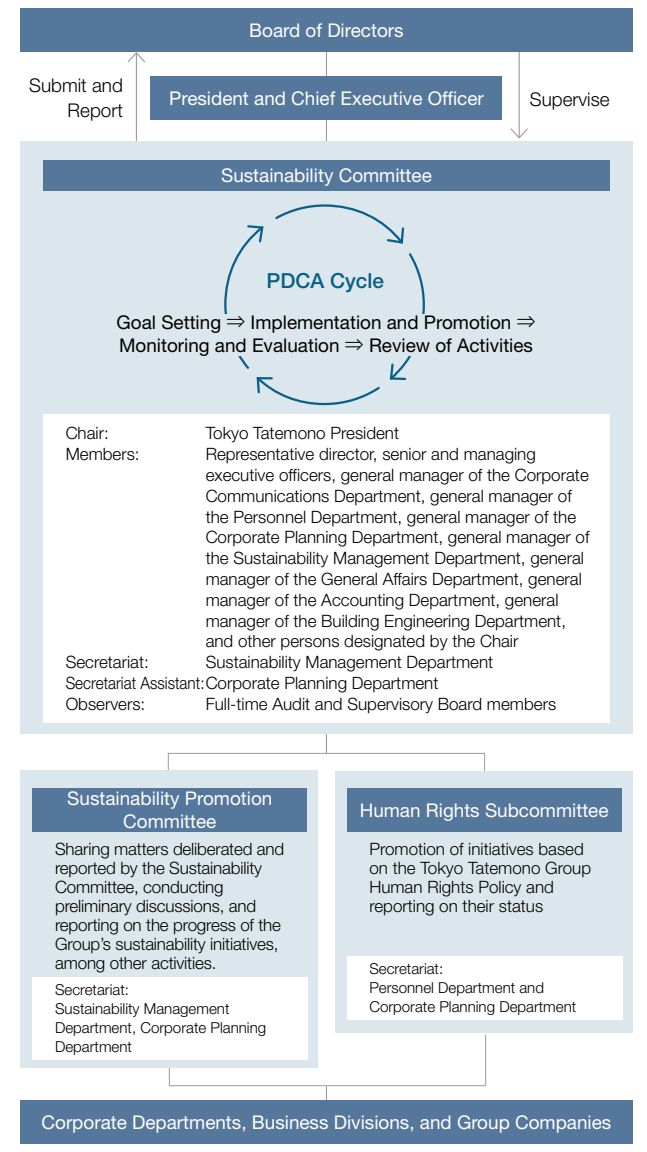 Board of Directors
Submit and
Report
President and Chief Executive Officer
Supervise
Sustainability Committee
PDCA Cycle
Goal Setting ⇒ Implementation and Promotion ⇒
Monitoring and Evaluation ⇒ Review of Activities
Chair: Tokyo Tatemono President
Members: Representative director, senior and managing
executive officers, general manager of the Corporate
Communications Department, general manager of
the Personnel Department, general manager of the
Corporate Planning Department, general manager of
the Sustainability Management Department, general
manager of the General Affairs Department, general
manager of the Accounting Department, general
manager of the Building Engineering Department,
and other persons designated by the Chair
Secretariat: Sustainability Management Department
Secretariat Assistant: Corporate Planning Department
Observers: Full-time Audit and Supervisory Board members
Sustainability Promotion
Committee
Sharing matters deliberated and
reported by the Sustainability
Committee, conducting
preliminary discussions, and
reporting on the progress of the
Group's sustainability initiatives,
among other activities.
Secretariat:
Sustainability Management
Department, Corporate Planning
Department
Human Rights Subcommittee
Promotion of initiatives based
on the Tokyo Tatemono Group
Human Rights Policy and
reporting on their status
Secretariat:
Personnel Department and
Corporate Planning Department
Corporate Departments, Business Divisions, and Group Companies